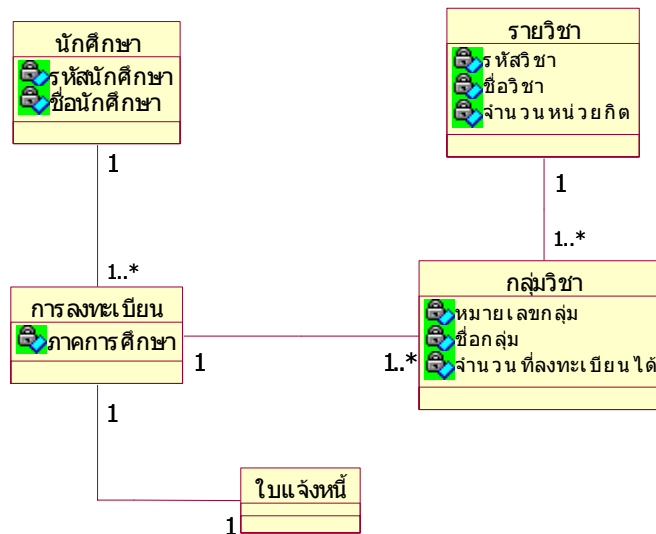 นักศึกษา
รหัสนักศึกษา
ชื่อนักศึกษา
1
1..*
รายวิชา
รหัสวิชา
ชื่อวิชา
จำนวนหน่วยกิต
1
1..*
การลงทะเบียน
ภาคการศึกษา
1
1..*
กลุ่มวิชา
หมายเลขกลุ่ม
ชื่อกลุ่ม
จำนวนที่ลงทะเบียนได้
1
ใบแจ้งหนี้
1